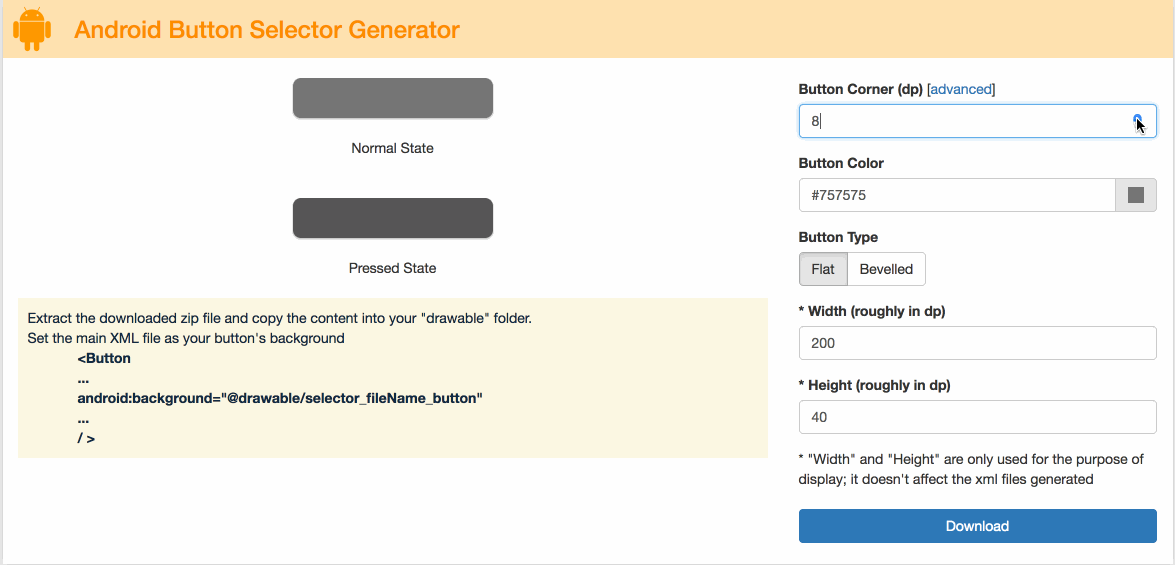 Android Button Selector Generator
Normal State
Pressed State
Extract the downloaded zip file and copy the content into your "drawable" folder.
Set the main XML file as your button's background
<Button
...
android:background="@drawable/selector_fileName_button"
...
/ >
Button Corner (dp) [advanced]
8
Button Color
#757575
Button Type
Flat Bevelled
* Width (roughly in dp)
200
* Height (roughly in dp)
40
* "Width" and "Height" are only used for the purpose of
display; it doesn't affect the xml files generated
Download